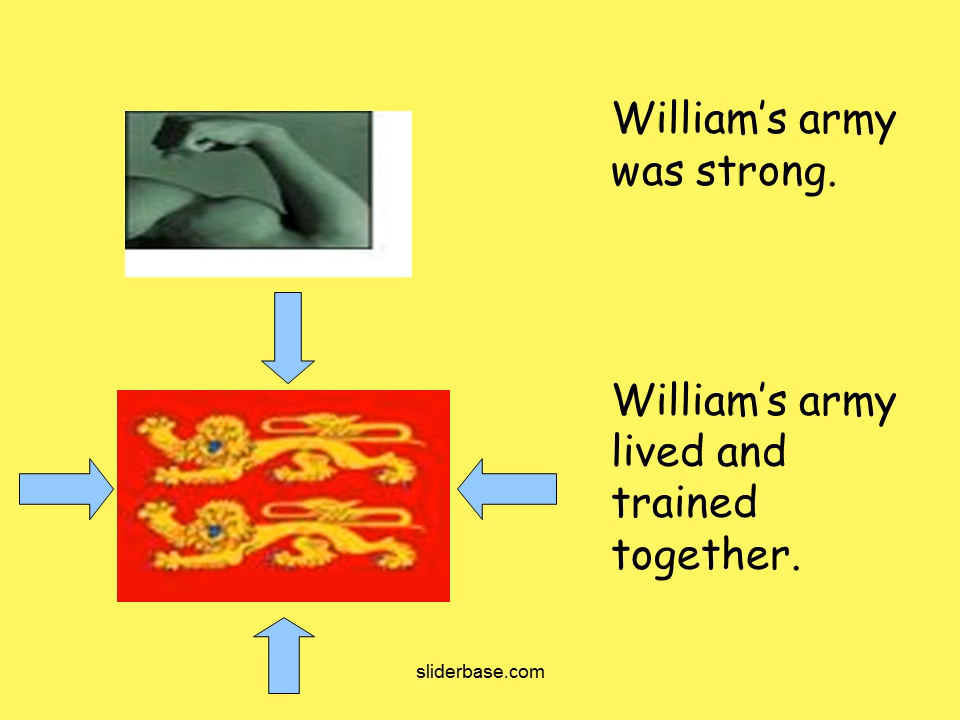 William’s army
was strong.
William’s army
lived and
trained
together.
sliderbase.com